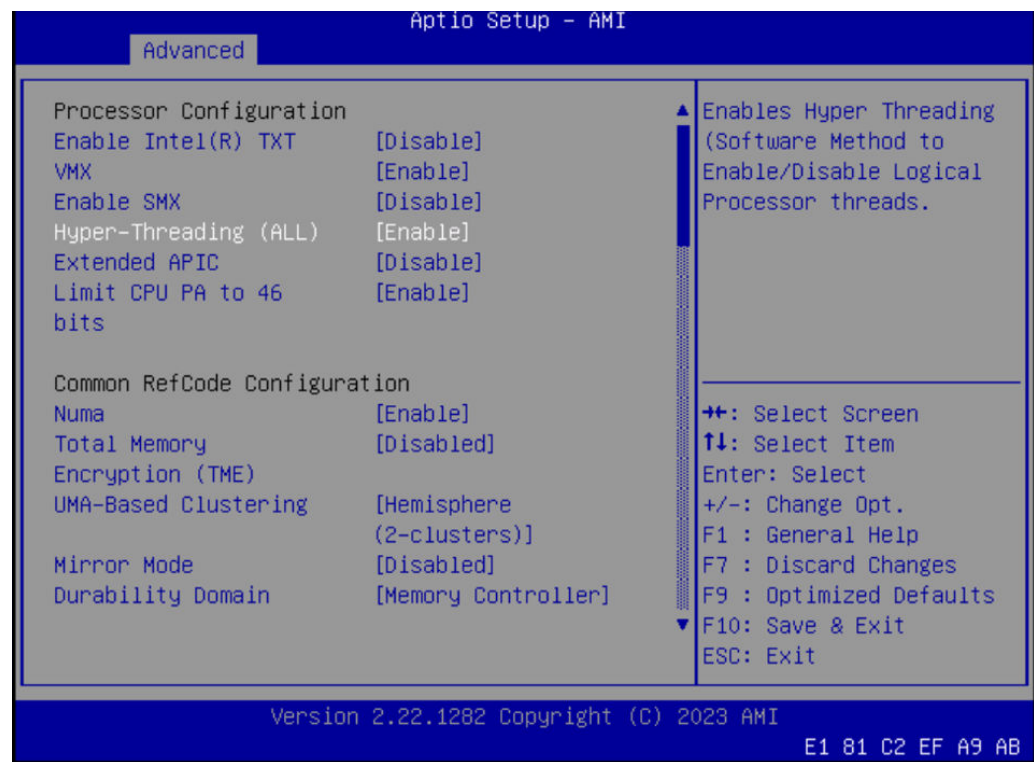 Aptio Setup – AMI
Advanced
Processor Configuration
Enable Intel(R) TXT [Disable]
VMX [Enable]
Enable SMX [Disable]
Hyper-Threading (ALL) [Enable]
Extended APIC [Disable]
Limit CPU PA to 46 [Enable]
bits
Common RefCode Configuration
Numa [Enable]
Total Memory [Disabled]
Encryption (TME)
UMA-Based Clustering [Hemisphere
(2-clusters)]
Mirror Mode [Disabled]
Durability Domain [Memory Controller]
Enables Hyper Threading
(Software Method to
Enable/Disable Logical
Processor threads.
→←: Select Screen
↑↓: Select Item
Enter: Select
+/-: Change Opt.
F1 : General Help
F7 : Discard Changes
F9 : Optimized Defaults
F10: Save & Exit
ESC: Exit
Version 2.22.1282 Copyright (C) 2023 AMI
E1 81 C2 EF A9 AB